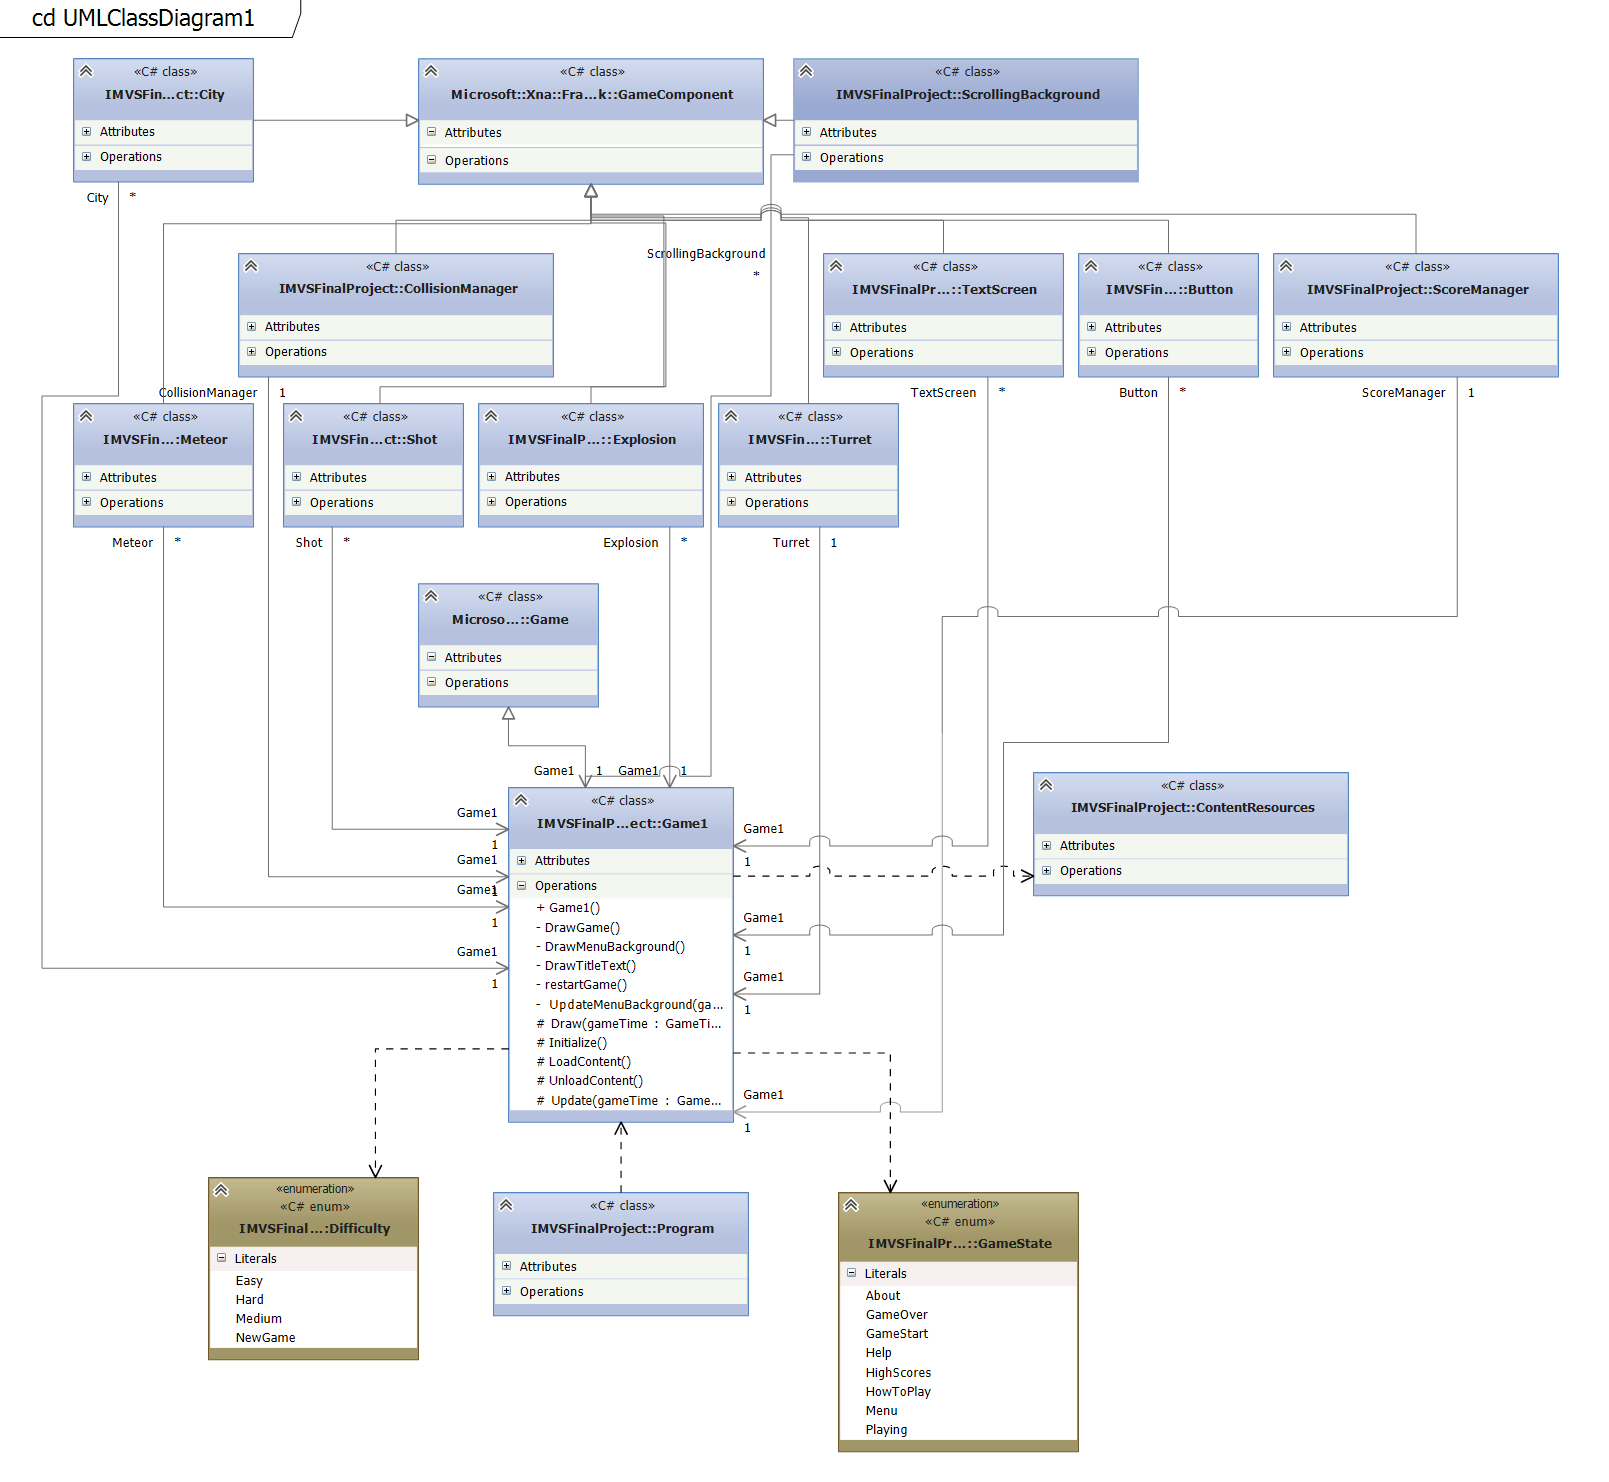 cd UMLClassDiagram1
«C# class»
IMVSFin...ct::City
Attributes
Operations
City *
«C# class»
Microsoft::Xna::Fra...k::GameComponent
Attributes
Operations
«C# class»
IMVSFinalProject::ScrollingBackground
Attributes
Operations
ScrollingBackground
*
«C# class»
IMVSFinalProject::CollisionManager
Attributes
Operations
CollisionManager 1
«C# class»
IMVSFinalPr...::TextScreen
Attributes
Operations
TextScreen *
«C# class»
IMVSFin...::Button
Attributes
Operations
Button *
«C# class»
IMVSFinalProject::ScoreManager
Attributes
Operations
ScoreManager 1
«C# class»
IMVSFin...:Meteor
Attributes
Operations
Meteor *
«C# class»
IMVSFin...ct::Shot
Attributes
Operations
Shot *
«C# class»
IMVSFinalP...::Explosion
Attributes
Operations
Explosion *
«C# class»
IMVSFin...::Turret
Attributes
Operations
Turret 1
«C# class»
Microso...::Game
Attributes
Operations
Game1 1
Game1 1
Game1
1
Game1
1
Game1
1
Game1
1
«C# class»
IMVSFinalP...ect::Game1
Attributes
Operations
+ Game1()
- DrawGame()
- DrawMenuBackground()
- DrawTitleText()
- restartGame()
- UpdateMenuBackground(ga...
# Draw(gameTime : GameTi...
# Initialize()
# LoadContent()
# UnloadContent()
# Update(gameTime : Game...
Game1
1
Game1
1
Game1
1
Game1
1
«C# class»
IMVSFinalProject::ContentResources
Attributes
Operations
«enumeration»
«C# enum»
IMVSFinal...:Difficulty
Literals
Easy
Hard
Medium
NewGame
«C# class»
IMVSFinalProject::Program
Attributes
Operations
«enumeration»
«C# enum»
IMVSFinalPr...::GameState
Literals
About
GameOver
GameStart
Help
HighScores
HowToPlay
Menu
Playing